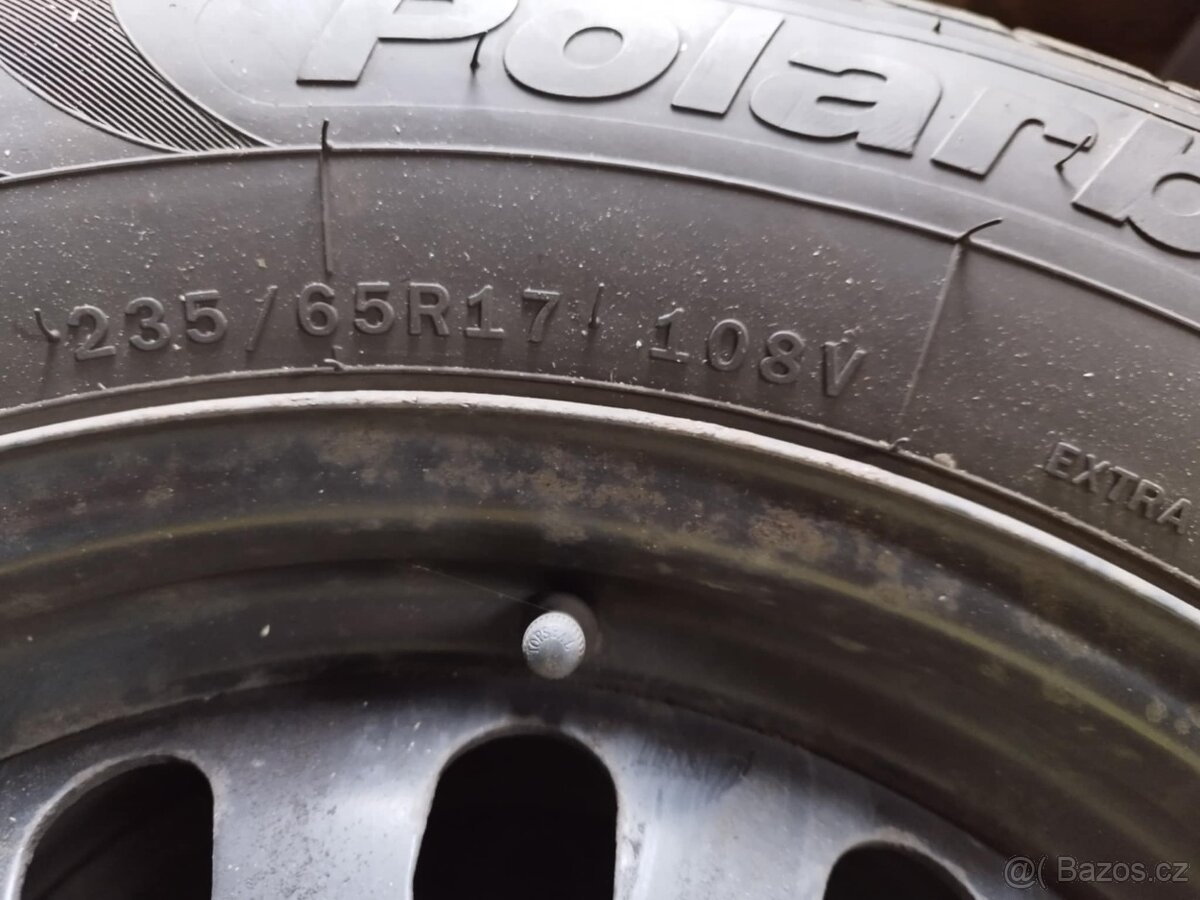 Polarb
235/65R17 108V
EXTRA
@( Bazos.cz